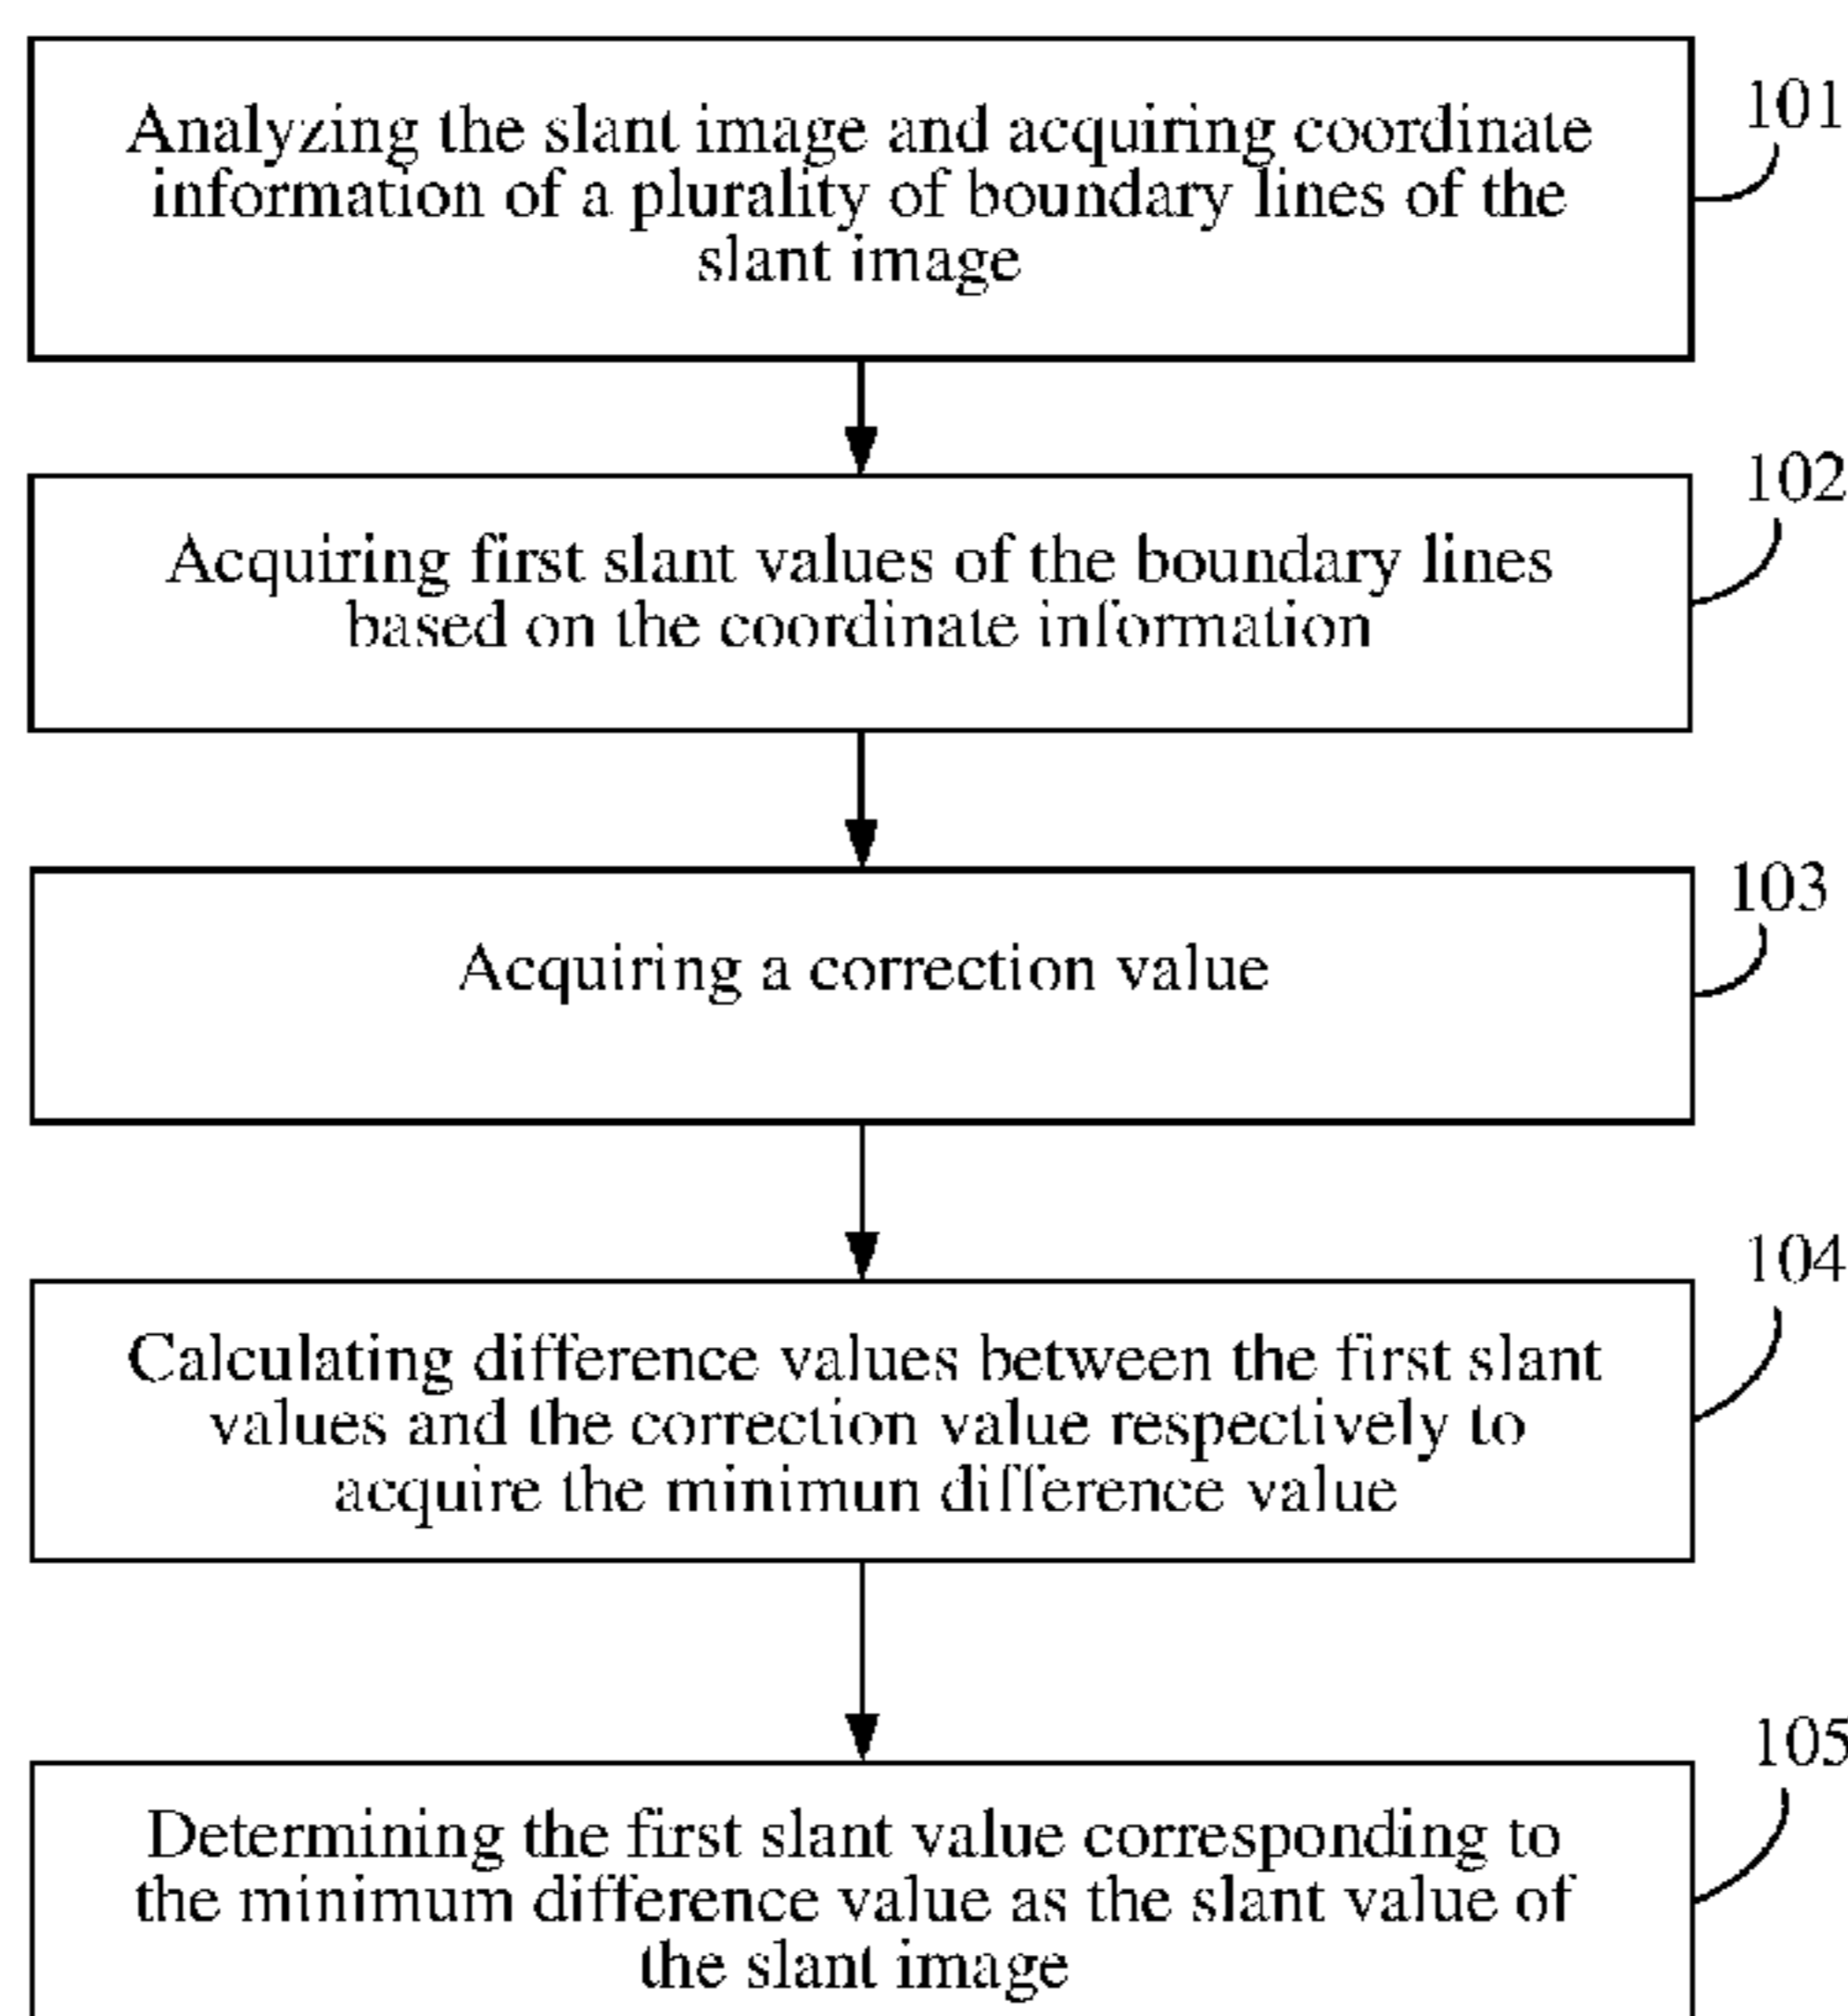 101
Analyzing the slant image and acquiring coordinate
information of a plurality of boundary lines of the
slant image
102
Acquiring first slant values of the boundary lines
based on the coordinate information
103
Acquiring a correction value
104
Calculating difference values between the first slant
values and the correction value respectively to
acquire the minimun difference value
105
Determining the first slant value corresponding to
the minimum difference value as the slant value of
the slant image